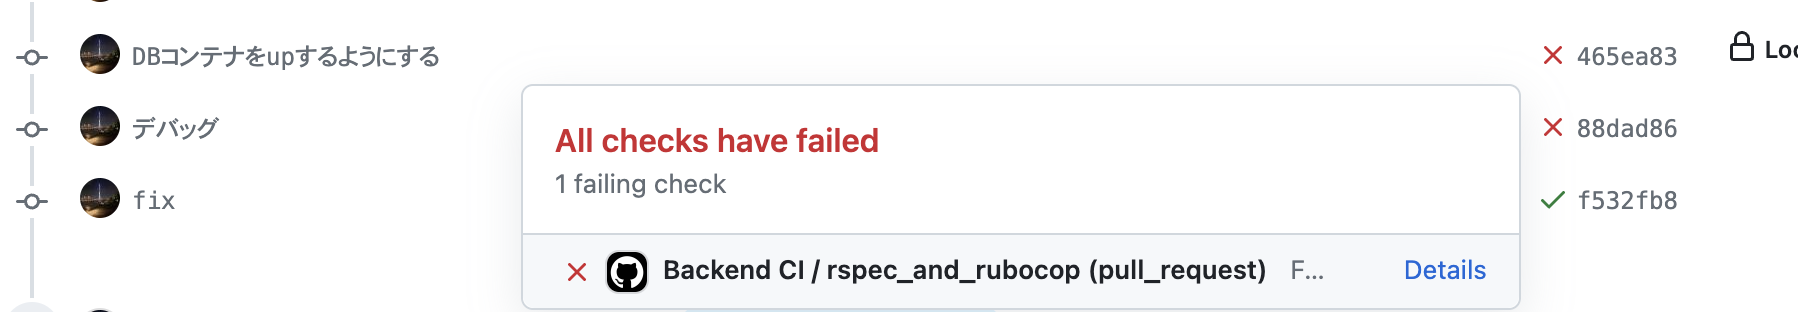 DBコンテナをupするようにする 465ea83
デバッグ 88dad86
fix f532fb8
All checks have failed
1 failing check
Backend CI / rspec_and_rubocop (pull_request) F... Details